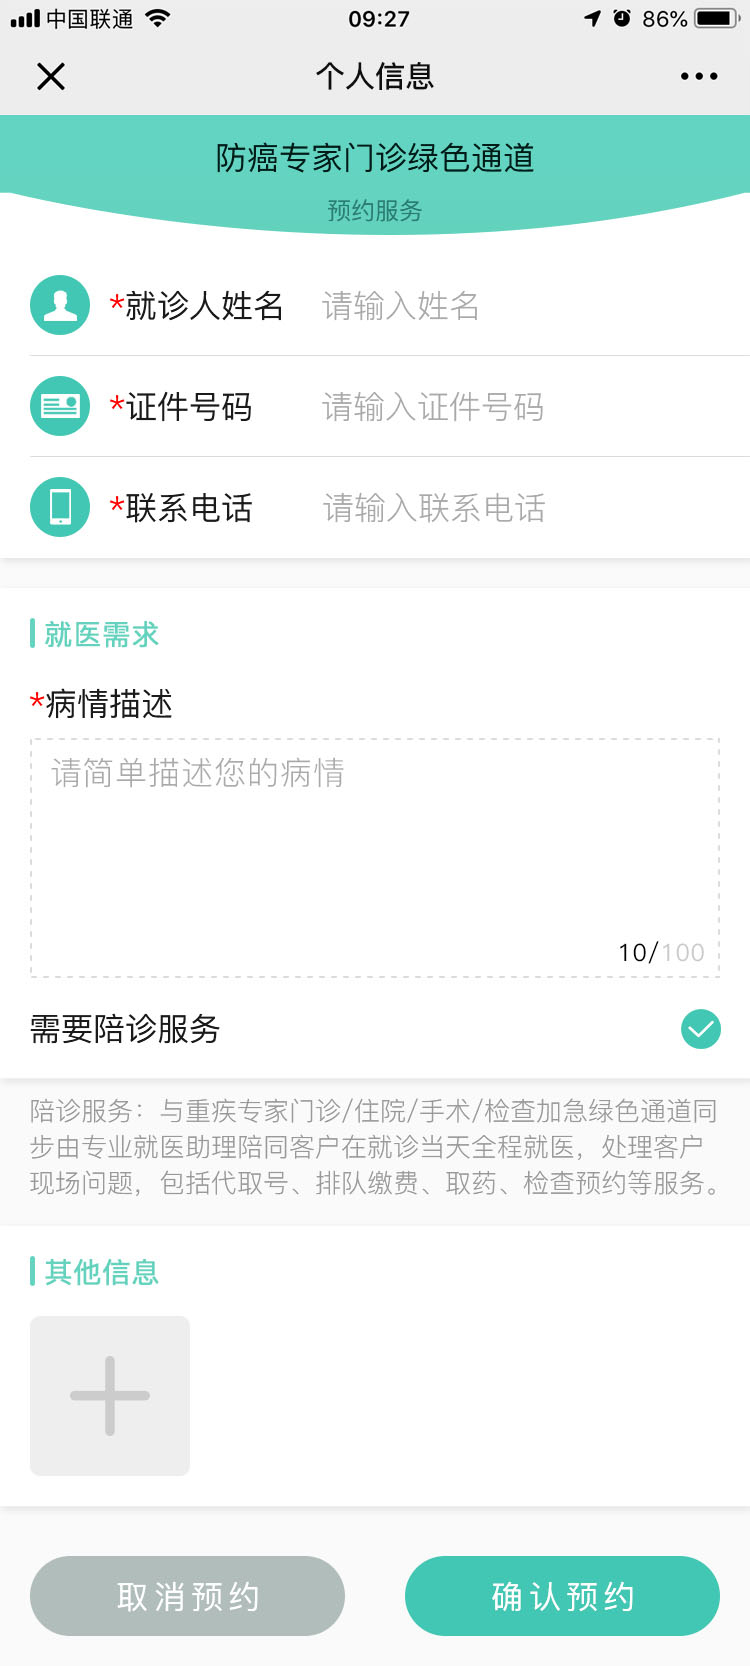 中国联通 09:27 86%
个人信息
防癌专家门诊绿色通道
预约服务
*就诊人姓名 请输入姓名
*证件号码 请输入证件号码
*联系电话 请输入联系电话
就医需求
*病情描述
请简单描述您的病情
10/100
需要陪诊服务
陪诊服务：与重疾专家门诊/住院/手术/检查加急绿色通道同
步由专业就医助理陪同客户在就诊当天全程就医，处理客户
现场问题，包括代取号、排队缴费、取药、检查预约等服务。
其他信息
取消预约 确认预约